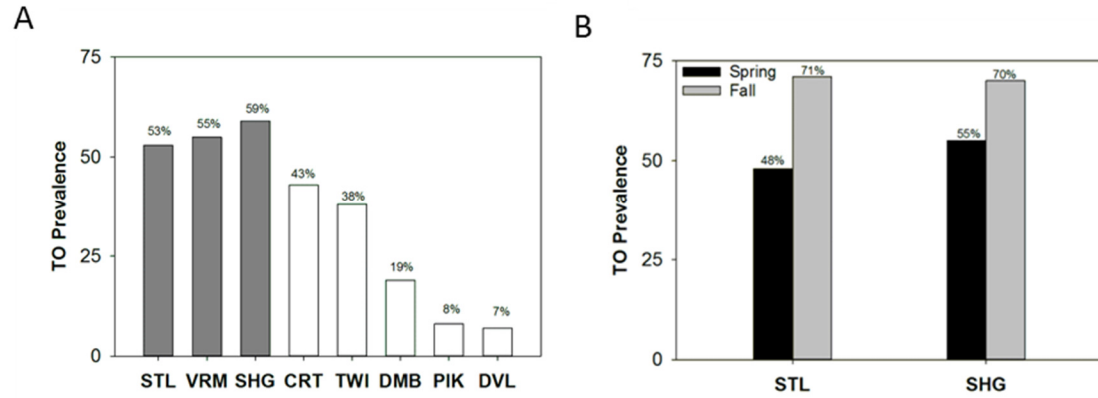 A
TO Prevalence
75
50
25
0
53%
55%
59%
43%
38%
19%
8%
7%
STL VRM SHG CRT TWI DMB PIK DVL
B
TO Prevalence
75
50
25
0
Spring
Fall
48%
71%
55%
70%
STL SHG